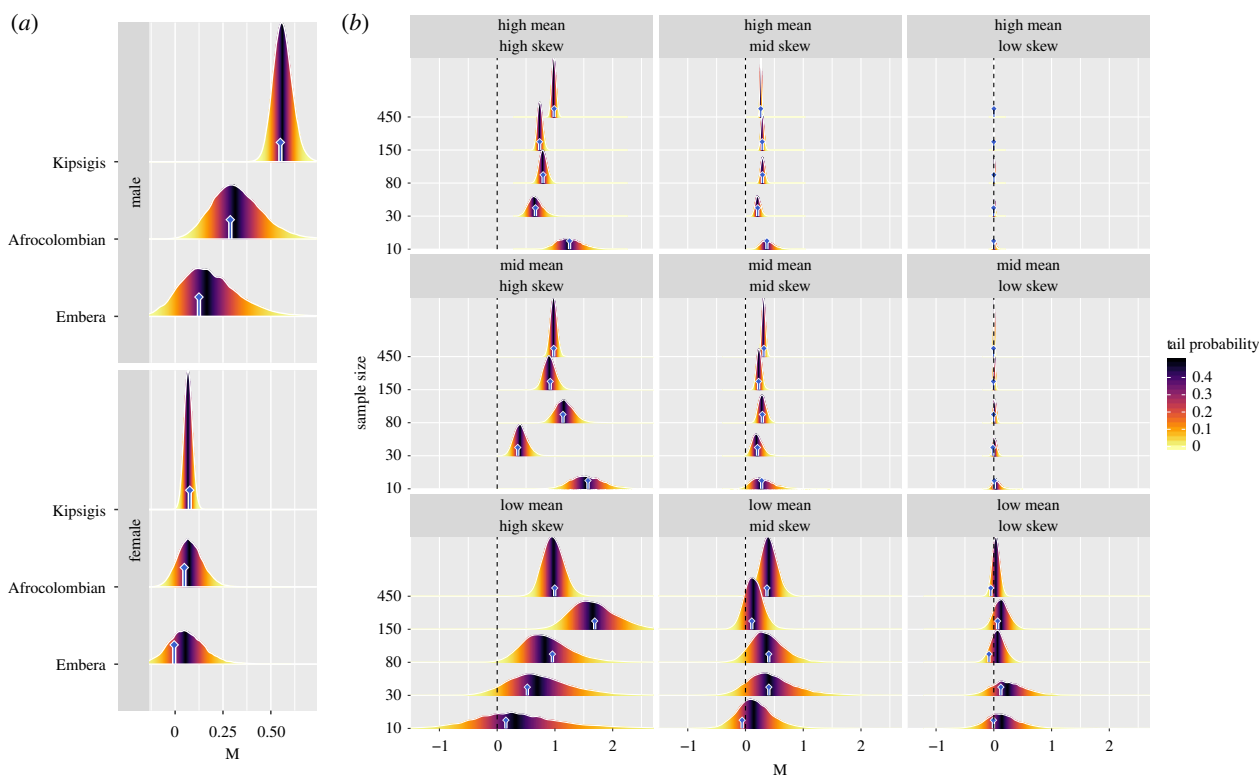 (a)
male
Kipsigis
Afrocolombian
Embera
female
Kipsigis
Afrocolombian
Embera
0
0.25
0.50
M
(b)
high mean
high skew
high mean
mid skew
high mean
low skew
450
150
80
30
10
mid mean
high skew
mid mean
mid skew
mid mean
low skew
sample size
450
150
80
30
10
low mean
high skew
low mean
mid skew
low mean
low skew
450
150
80
30
10
−1
0
1
2
−1
0
1
2
−1
0
1
2
M
tail probability
0.4
0.3
0.2
0.1
0